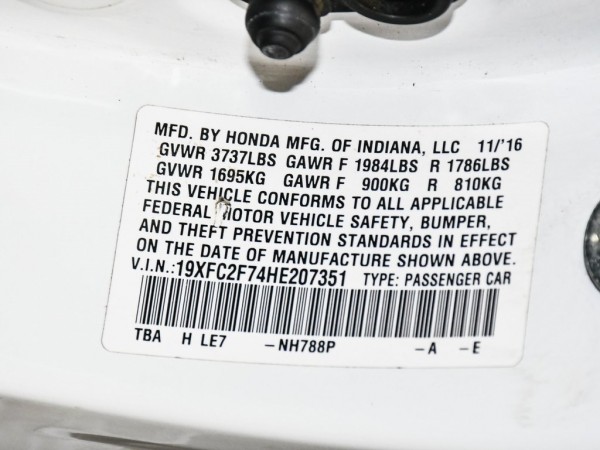 MFD. BY HONDA MFG. OF INDIANA, LLC 11/'16
GVWR 3737LBS GAWR F 1984LBS R 1786LBS
GVWR 1695KG GAWR F 900KG R 810KG
THIS VEHICLE CONFORMS TO ALL APPLICABLE
FEDERAL MOTOR VEHICLE SAFETY, BUMPER,
AND THEFT PREVENTION STANDARDS IN EFFECT
ON THE DATE OF MANUFACTURE SHOWN ABOVE.
V.I.N.:19XFC2F74HE207351 TYPE: PASSENGER CAR
TBA H LE7 -NH788P -A -E